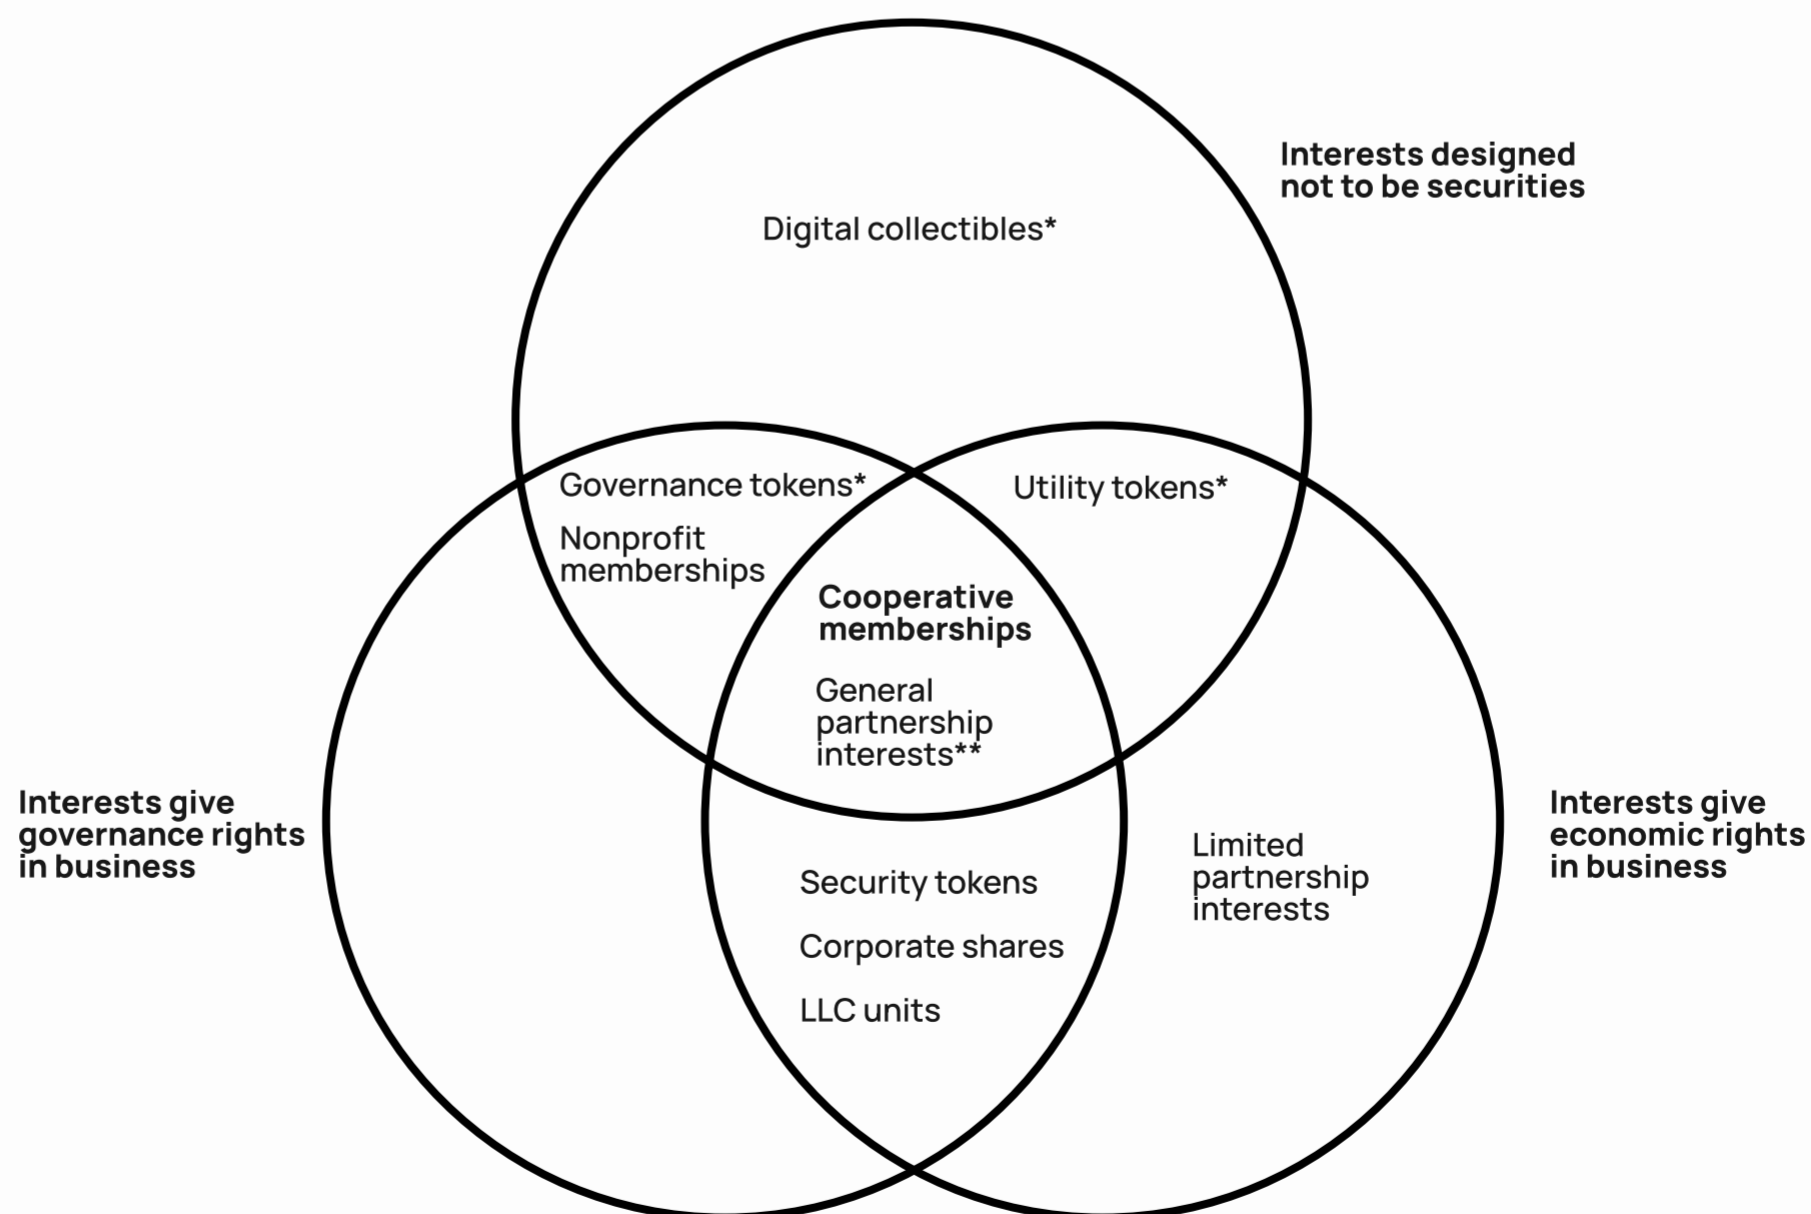 Interests designed
not to be securities
Digital collectibles*
Governance tokens*
Utility tokens*
Nonprofit
memberships
Cooperative
memberships
General
partnership
interests**
Interests give
governance rights
in business
Interests give
economic rights
in business
Limited
partnership
interests
Security tokens
Corporate shares
LLC units